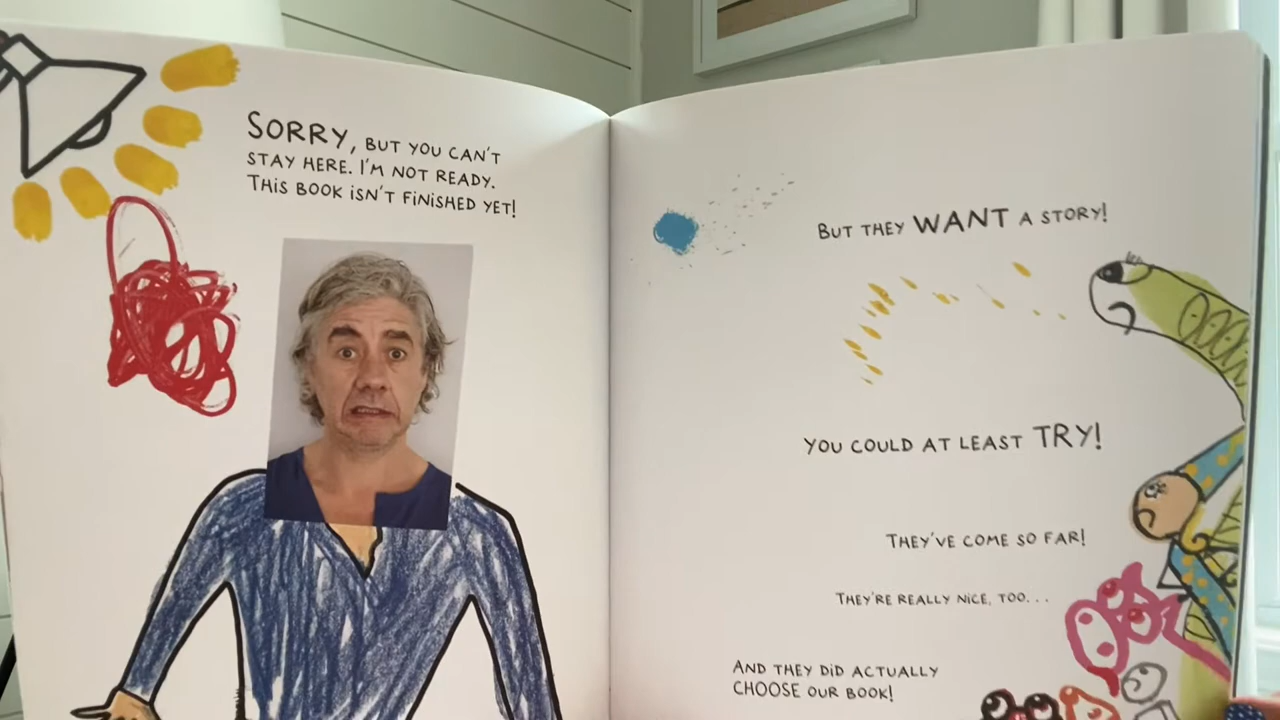 SORRY, BUT YOU CAN'T
STAY HERE. I'M NOT READY.
THIS BOOK ISN'T FINISHED YET!
BUT THEY WANT A STORY!
YOU COULD AT LEAST TRY!
THEY'VE COME SO FAR!
THEY'RE REALLY NICE, TOO...
AND THEY DID ACTUALLY
CHOOSE OUR BOOK!